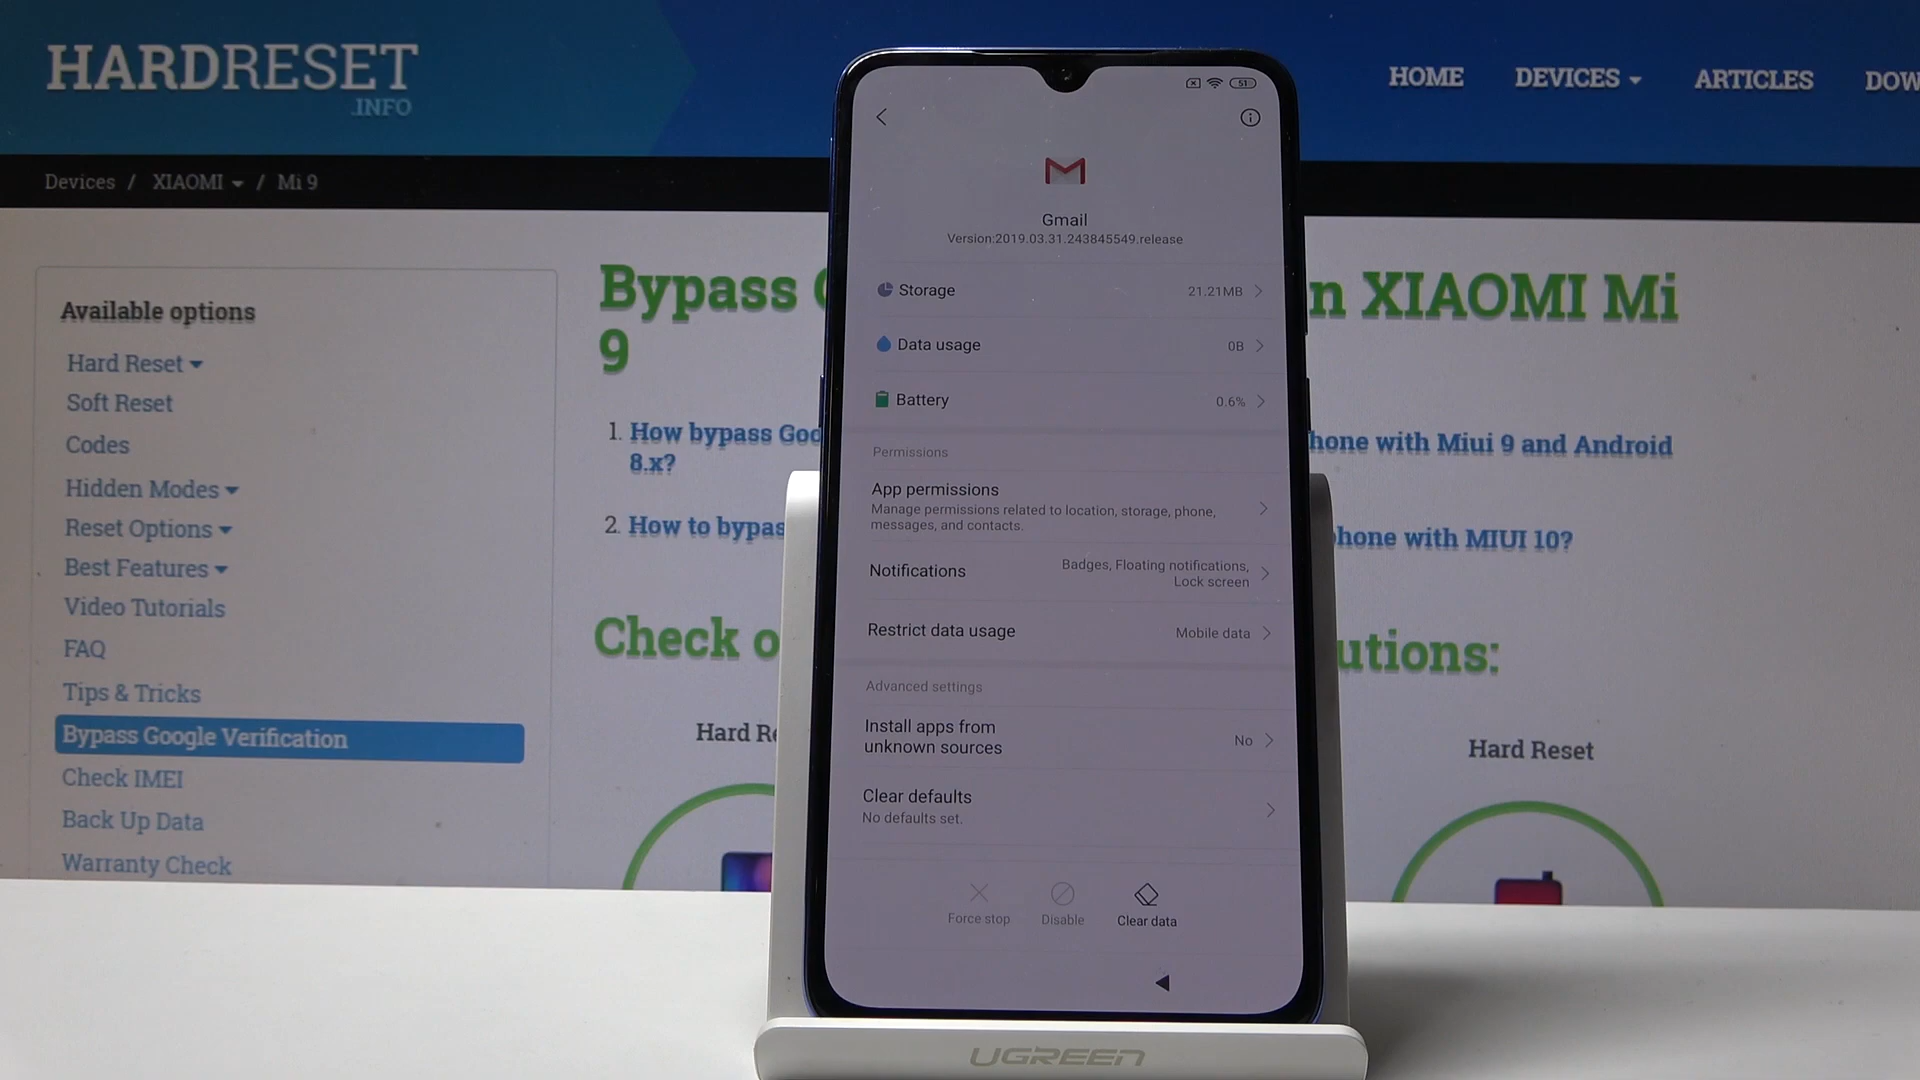 HARDRESET
.INFO
HOME DEVICES ARTICLES DOW
Devices / XIAOMI / Mi 9
Available options
Hard Reset
Soft Reset
Codes
Hidden Modes
Reset Options
Best Features
Video Tutorials
FAQ
Tips & Tricks
Bypass Google Verification
Check IMEI
Back Up Data
Warranty Check
Bypass G
n XIAOMI Mi
9
1. How bypass Goo
hone with Miui 9 and Android
8.x?
2. How to bypas
hone with MIUI 10?
Check o
utions:
Hard Re
Hard Reset
51
Gmail
Version:2019.03.31.243845549.release
Storage 21.21MB
Data usage 0B
Battery 0.6%
Permissions
App permissions
Manage permissions related to location, storage, phone,
messages, and contacts.
Notifications Badges, Floating notifications,
Lock screen
Restrict data usage Mobile data
Advanced settings
Install apps from
unknown sources No
Clear defaults
No defaults set.
Force stop Disable Clear data
UGREEN